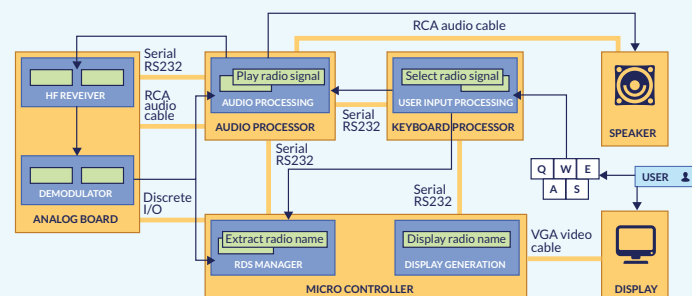 RCA audio cable
Serial
RS232
Play radio signal
Select radio signal
HF REVEIVER
AUDIO PROCESSING
USER INPUT PROCESSING
RCA
audio
cable
Serial
RS232
AUDIO PROCESSOR
KEYBOARD PROCESSOR
SPEAKER
Serial
RS232
Q W E
A S
USER
DEMODULATOR
Discrete
I/O
Serial
RS232
ANALOG BOARD
Extract radio name
Display radio name
VGA video
cable
RDS MANAGER
DISPLAY GENERATION
MICRO CONTROLLER
DISPLAY